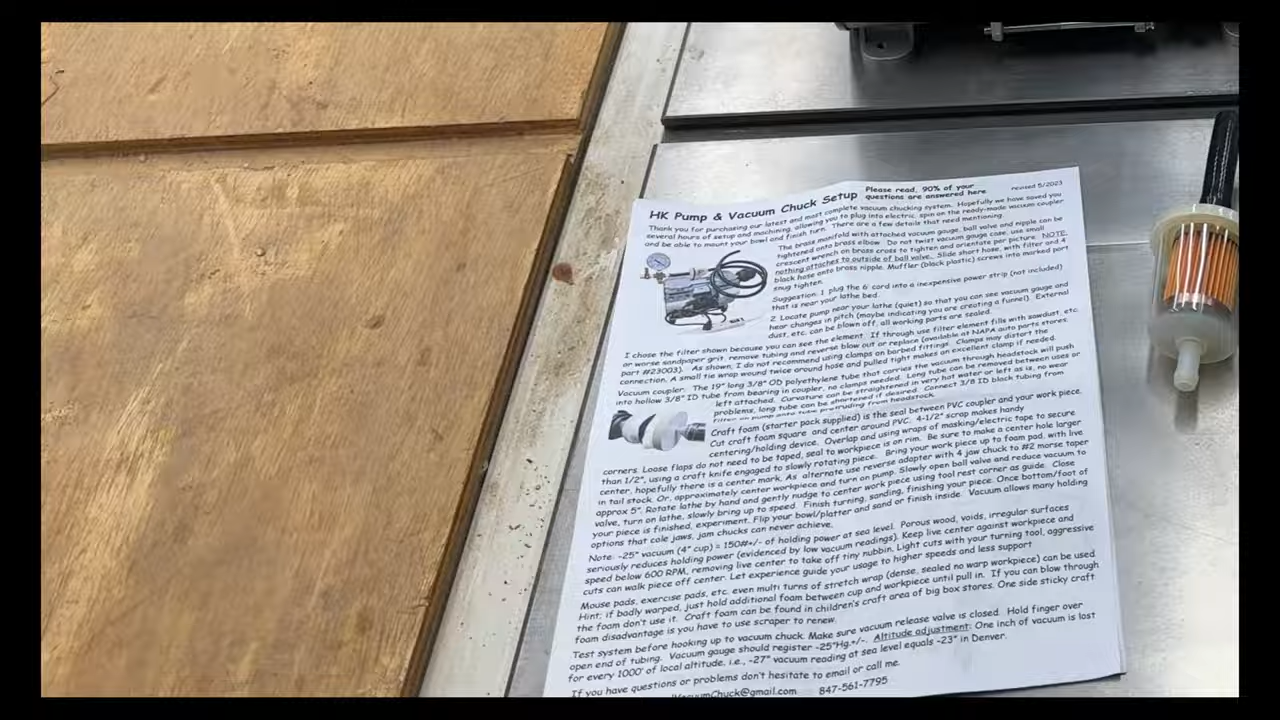 HK Pump & Vacuum Chuck Setup Please read, 90% of your questions are answered here revised 5/2023
Thank you for purchasing our latest and most complete vacuum chucking system. Hopefully we have saved you
several hours of setup and machining, allowing you to plug into electric, spin on the ready-made vacuum coupler
and be able to mount your bowl and finish turn. There are a few details that need mentioning.
The brass manifold with attached vacuum gauge, ball valve and nipple can be
tightened onto brass elbow. Do not twist vacuum gauge case, use small
crescent wrench on brass cross to tighten and orientate per picture. NOTE,
nothing attaches to outside of ball valve. Slide short hose, with filter and 4'
black hose onto brass nipple. Muffler (black plastic) screws into marked port
snug tighten.
Suggestion: 1 plug the 6' cord into a inexpensive power strip (not included)
that is near your lathe bed.
2 Locate pump near your lathe (quiet) so that you can see vacuum gauge and
hear changes in pitch (maybe indicating you are creating a funnel). External
dust, etc. can be blown off, all working parts are sealed.
I chose the filter shown because you can see the element. If through use filter element fills with sawdust, etc.
or worse sandpaper grit, remove tubing and reverse blow out or replace (available at NAPA auto parts stores,
part #23003). As shown, I do not recommend using clamps on barbed fittings. Clamps may distort the
connection. A small tie wrap wound twice around hose and pulled tight makes an excellent clamp if needed.
Vacuum coupler: The 19" long 3/8" OD polyethylene tube that carries the vacuum through headstock will push
into hollow 3/8" ID tube from bearing in coupler, no clamps needed. Long tube can be removed between uses or
left attached. Curvature can be straightened in very hot water or left as is, no wear
problems, long tube can be shortened if desired. Connect 3/8 ID black tubing from
Filter on pump onto tube protruding from headstock.
Craft foam (starter pack supplied) is the seal between PVC coupler and your work piece.
Cut craft foam square and center around PVC. 4-1/2" scrap makes handy
centering/holding device. Overlap and using wraps of masking/electric tape to secure
corners. Loose flaps do not need to be taped, seal to workpiece is on rim. Be sure to make a center hole larger
than 1/2", using a craft knife engaged to slowly rotating piece. Bring your work piece up to foam pad, with live
center, hopefully there is a center mark. As alternate use reverse adapter with 4 jaw chuck to #2 morse taper
in tail stock. Or, approximately center workpiece and turn on pump. Slowly open ball valve and reduce vacuum to
approx 5". Rotate lathe by hand and gently nudge to center work piece using tool rest corner as guide. Close
valve, turn on lathe, slowly bring up to speed. Finish turning, sanding, finishing your piece. Once bottom/foot of
your piece is finished, experiment. Flip your bowl/platter and sand or finish inside. Vacuum allows many holding
options that cole jaws, jam chucks can never achieve.
Note: -25" vacuum (4" cup) = 150#+/- of holding power at sea level. Porous wood, voids, irregular surfaces
seriously reduces holding power (evidenced by low vacuum readings). Keep live center against workpiece and
speed below 600 RPM, removing live center to take off tiny nubbin. Light cuts with your turning tool, aggressive
cuts can walk piece off center. Let experience guide your usage to higher speeds and less support
Mouse pads, exercise pads, etc. even multi turns of stretch wrap (dense, sealed no warp workpiece) can be used.
Hint; if badly warped, just hold additional foam between cup and workpiece until pull in. If you can blow through
the foam don't use it. Craft foam can be found in children's craft area of big box stores. One side sticky craft
foam disadvantage is you have to use scraper to renew.
Test system before hooking up to vacuum chuck. Make sure vacuum release valve is closed. Hold finger over
open end of tubing. Vacuum gauge should register -25"Hg.+/-. Altitude adjustment: One inch of vacuum is lost
for every 1000' of local altitude, i.e., -27" vacuum reading at sea level equals -23" in Denver.
If you have questions or problems don't hesitate to email or call me.
VacuumChuck@gmail.com 847-561-7795